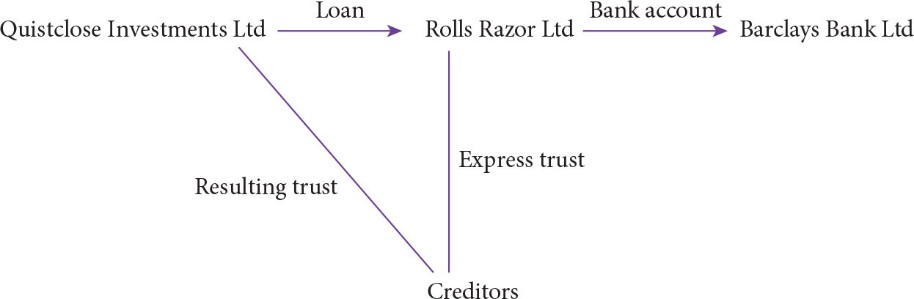 Loan
Bank account
Quistclose Investments Ltd
Rolls Razor Ltd
Barclays Bank Ltd
Express trust
Resulting trust
Creditors